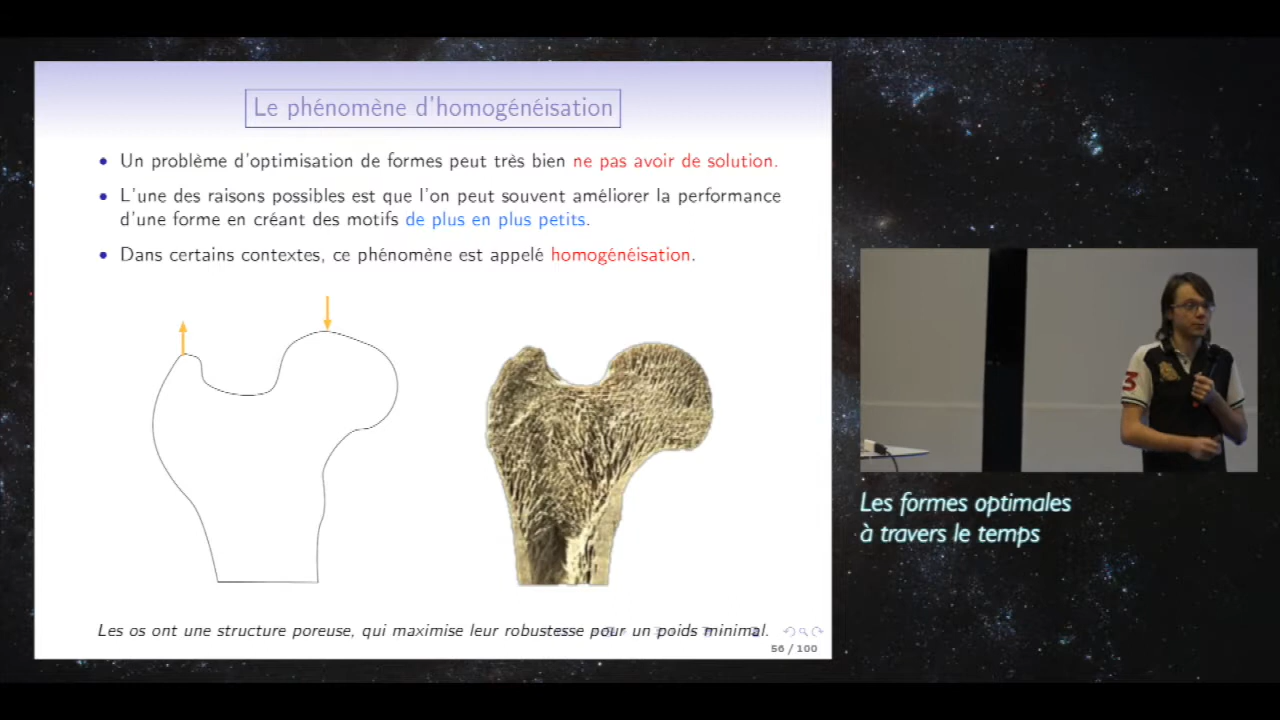 Le phénomène d'homogénéisation
• Un problème d'optimisation de formes peut très bien ne pas avoir de solution.
• L'une des raisons possibles est que l'on peut souvent améliorer la performance
d'une forme en créant des motifs de plus en plus petits.
• Dans certains contextes, ce phénomène est appelé homogénéisation.
Les os ont une structure poreuse, qui maximise leur robustesse pour un poids minimal.
56 / 100
3
Les formes optimales
à travers le temps